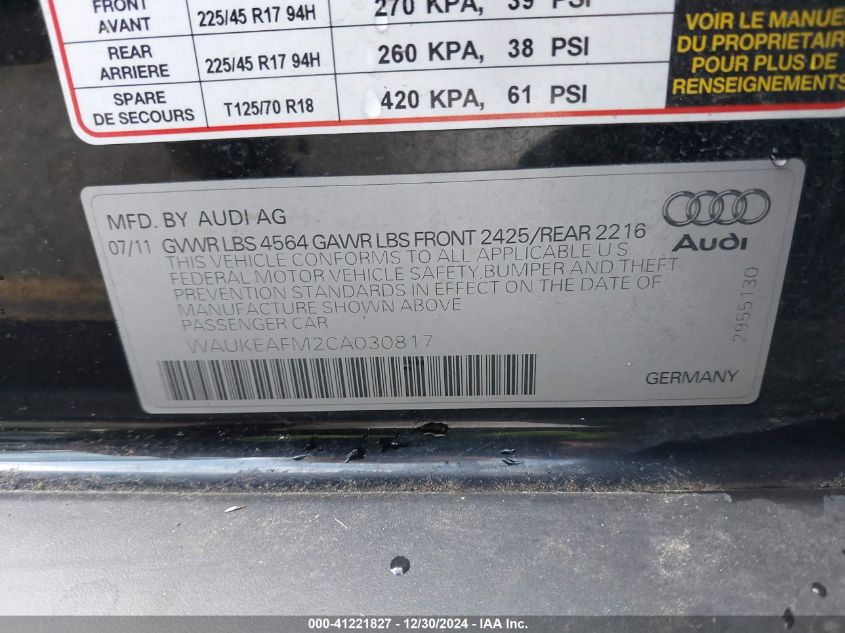 FRONT 270 KPA, 39 PSI
AVANT 225/45 R17 94H
REAR 225/45 R17 94H 260 KPA, 38 PSI
ARRIERE
SPARE T125/70 R18 420 KPA, 61 PSI
DE SECOURS
VOIR LE MANUEL
DU PROPRIETAIRE
POUR PLUS DE
RENSEIGNEMENTS
MFD. BY AUDI AG
07/11 GVWR LBS 4564 GAWR LBS FRONT 2425/REAR 2216
THIS VEHICLE CONFORMS TO ALL APPLICABLE U S
FEDERAL MOTOR VEHICLE SAFETY,BUMPER AND THEFT
PREVENTION STANDARDS IN EFFECT ON THE DATE OF
MANUFACTURE SHOWN ABOVE
PASSENGER CAR
WAUKEAFM2CA030817
Audi
2955130
GERMANY
000-41221827 - 12/30/2024 - IAA Inc.